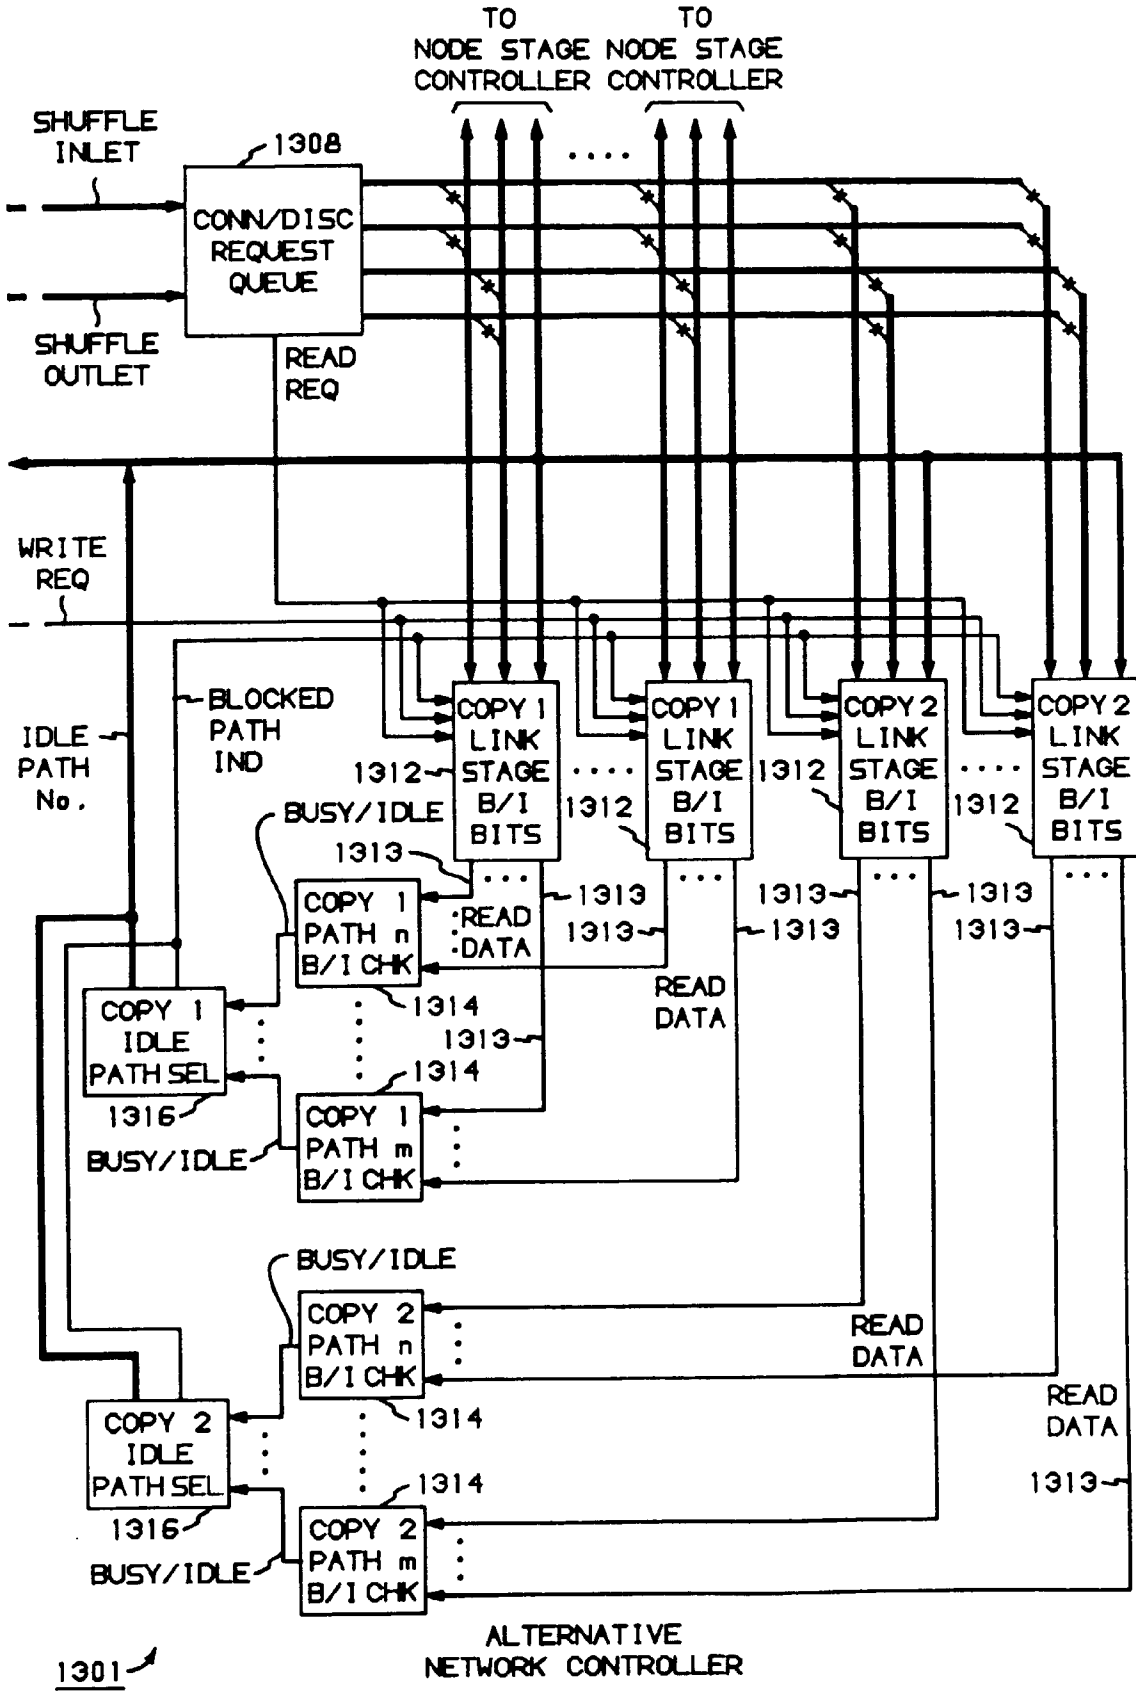 TO TO
NODE STAGE NODE STAGE
CONTROLLER CONTROLLER
SHUFFLE
INLET
1308
CONN/DISC
REQUEST
QUEUE
SHUFFLE
OUTLET
READ
REQ
WRITE
REQ
BLOCKED
PATH
IND
IDLE
PATH
No.
COPY 1
LINK
STAGE
B/I
BITS
1312
COPY 1
LINK
STAGE
B/I
BITS
1312
COPY 2
LINK
STAGE
B/I
BITS
1312
COPY 2
LINK
STAGE
B/I
BITS
1312
BUSY/IDLE
1313
1313
1313
1313
1313
1313
1313
COPY 1
PATH n
B/I CHK
READ
DATA
READ
DATA
1314
1313
COPY 1
IDLE
PATH SEL
1316
1314
COPY 1
PATH m
B/I CHK
BUSY/IDLE
BUSY/IDLE
COPY 2
PATH n
B/I CHK
READ
DATA
1314
READ
DATA
COPY 2
IDLE
PATH SEL
1316
1314
1313
COPY 2
PATH m
B/I CHK
BUSY/IDLE
ALTERNATIVE
NETWORK CONTROLLER
1301